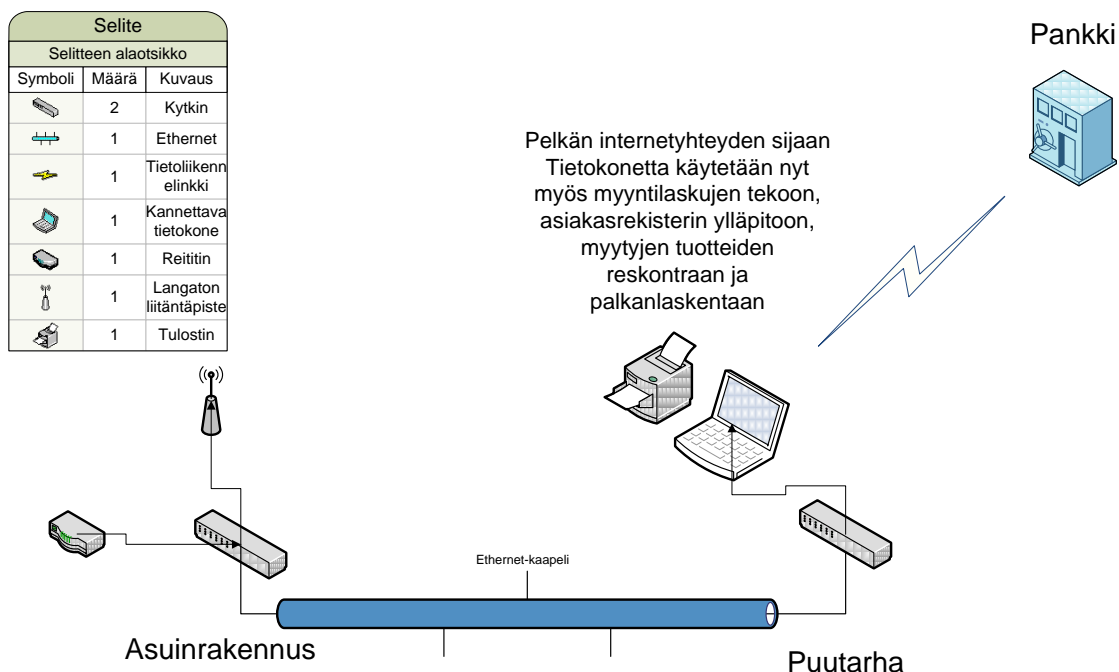 Selite
Selitteen alaotsikko
Symboli Määrä Kuvaus
2 Kytkin
1 Ethernet
1 Tietoliikenn
elinkki
1 Kannettava
tietokone
1 Reititin
1 Langaton
liitäntäpiste
1 Tulostin
Pankki
Pelkän internetyhteyden sijaan
Tietokonetta käytetään nyt
myös myyntilaskujen tekoon,
asiakasrekisterin ylläpitoon,
myytyjen tuotteiden
reskontraan ja
palkanlaskentaan
Ethernet-kaapeli
Asuinrakennus
Puutarha